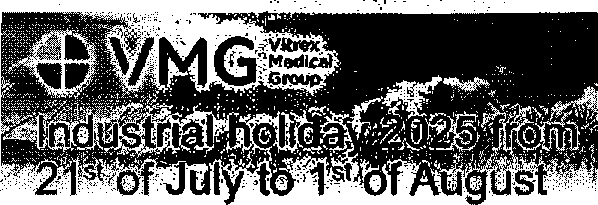 VMG
Vitrex
Medical
Group
Industrial holiday 2025 from
21st of July to 1st of August